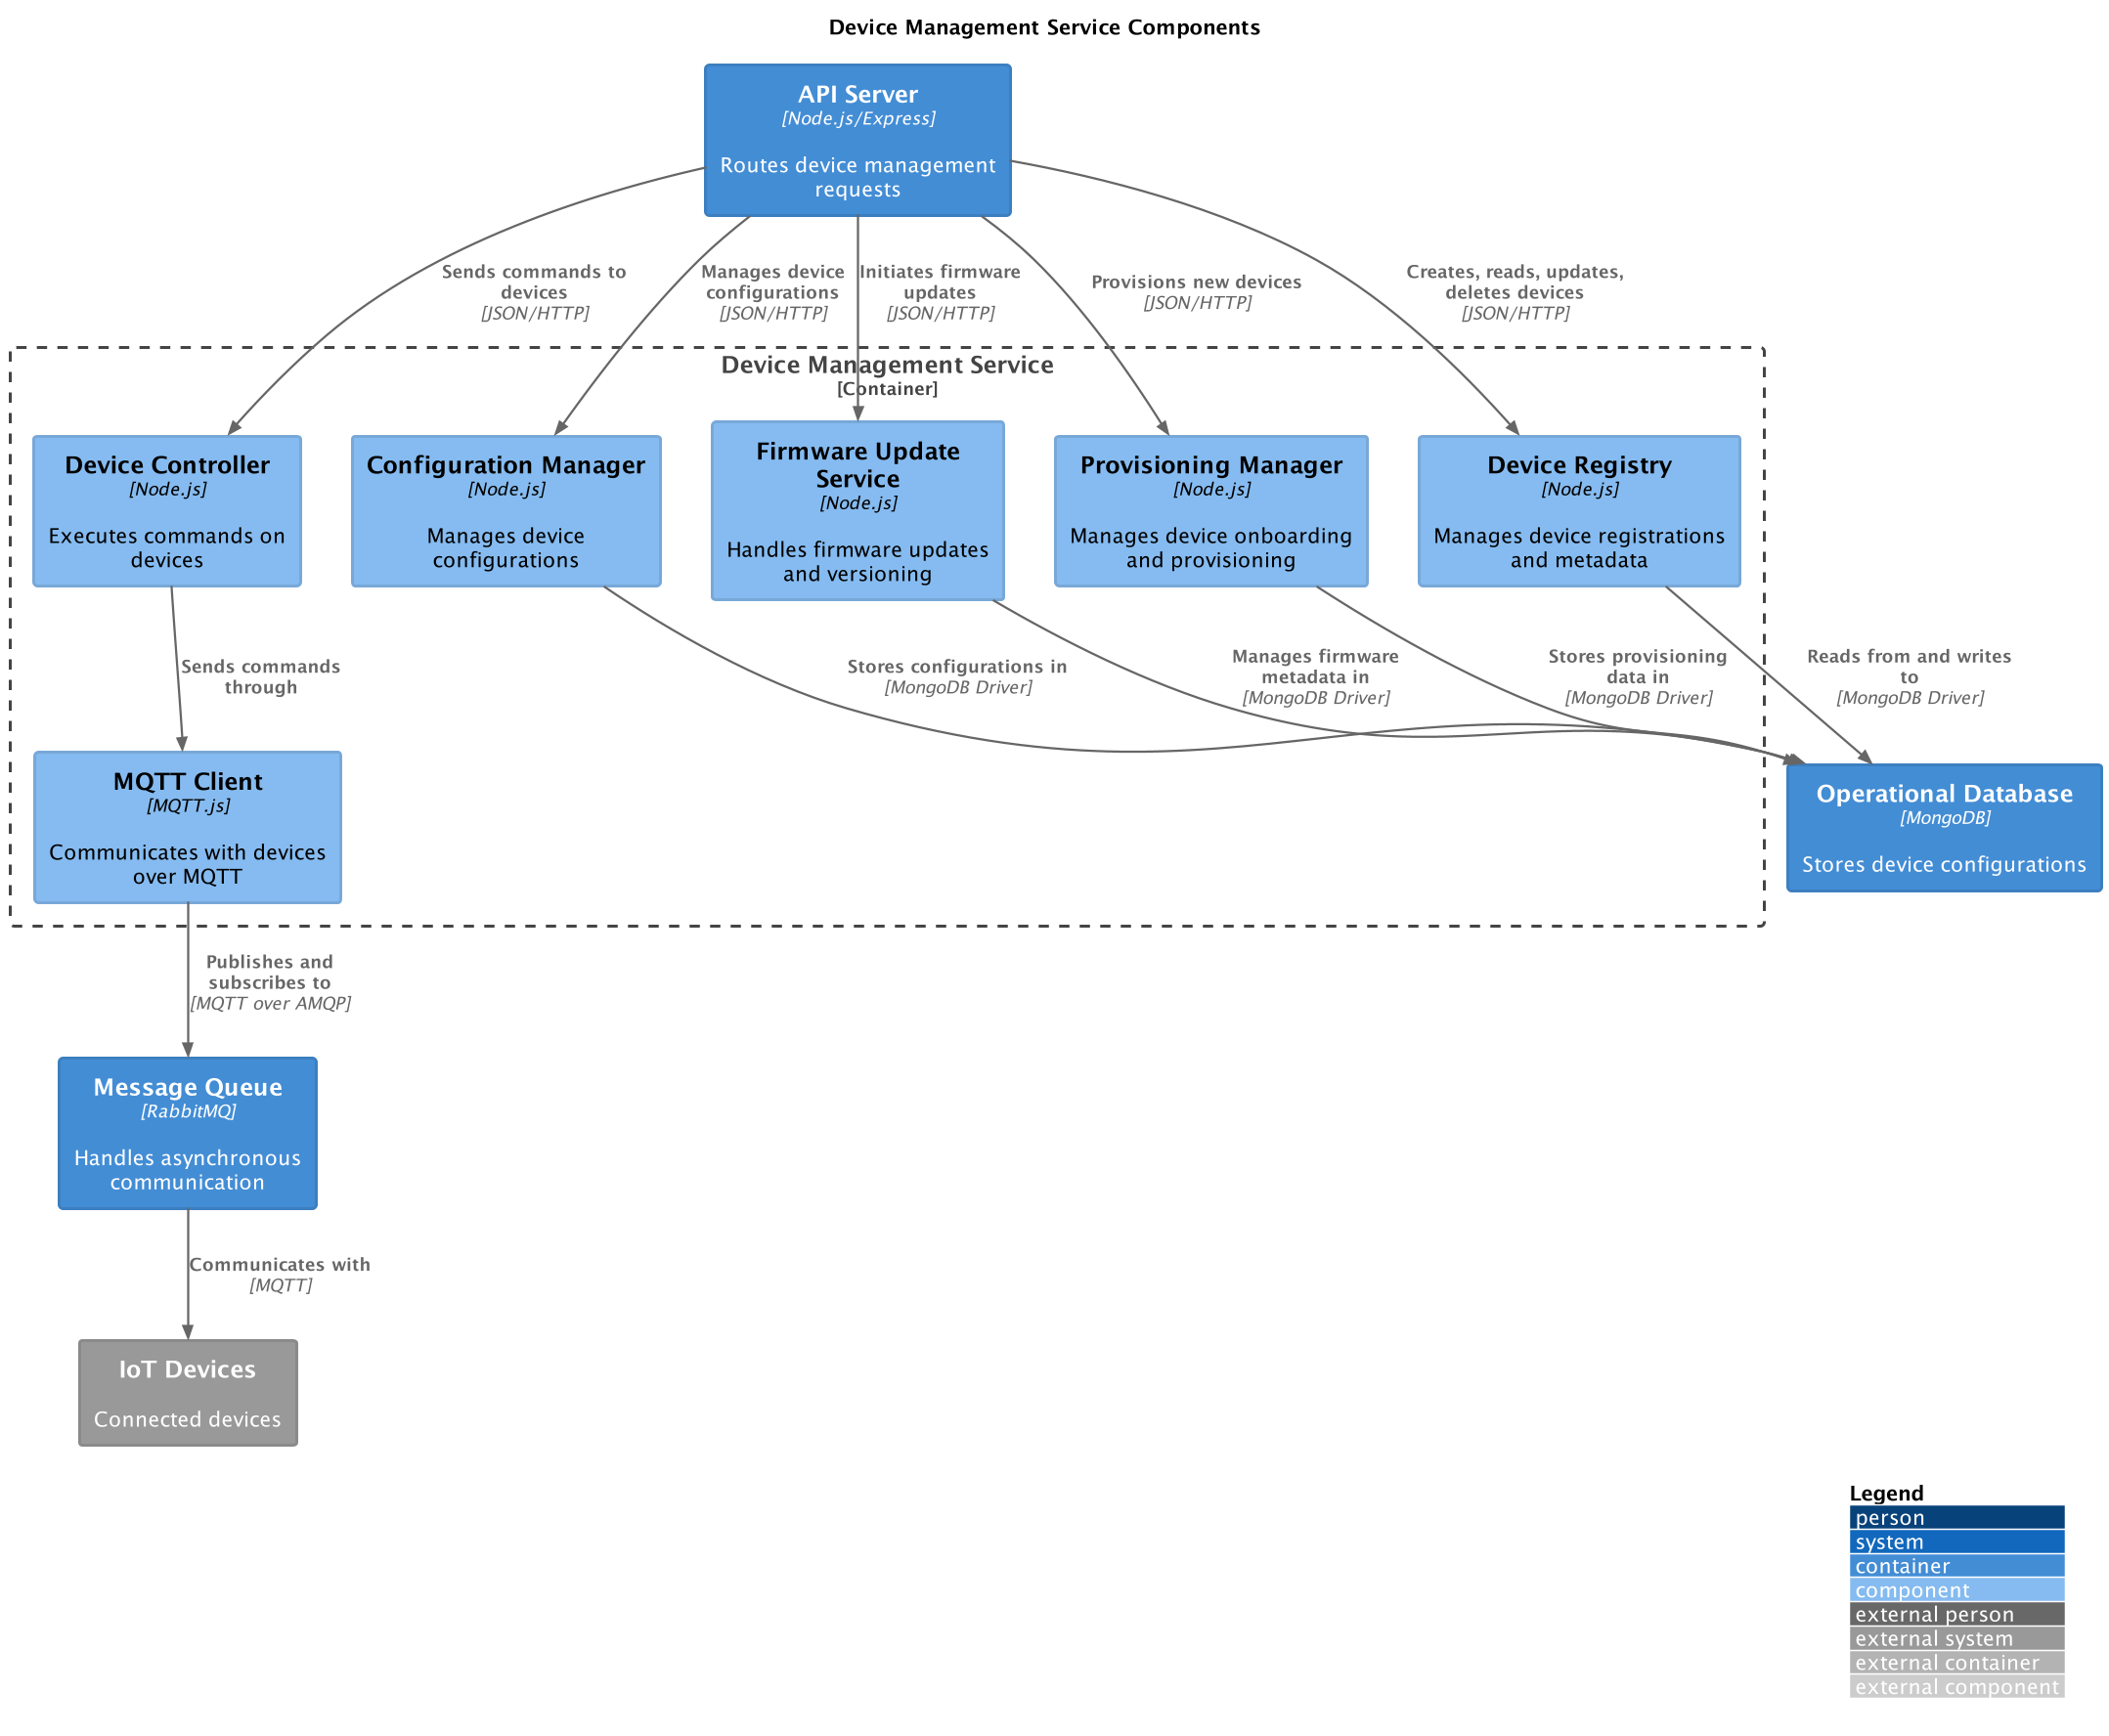 Device Management Service Components
API Server
[Node.js/Express]
Routes device management
requests
Sends commands to
devices
[JSON/HTTP]
Manages device
configurations
[JSON/HTTP]
Initiates firmware
updates
[JSON/HTTP]
Provisions new devices
[JSON/HTTP]
Creates, reads, updates,
deletes devices
[JSON/HTTP]
Device Management Service
[Container]
Device Controller
[Node.js]
Executes commands on
devices
Configuration Manager
[Node.js]
Manages device
configurations
Firmware Update
Service
[Node.js]
Handles firmware updates
and versioning
Provisioning Manager
[Node.js]
Manages device onboarding
and provisioning
Device Registry
[Node.js]
Manages device registrations
and metadata
Sends commands
through
Stores configurations in
[MongoDB Driver]
Manages firmware
metadata in
[MongoDB Driver]
Stores provisioning
data in
[MongoDB Driver]
Reads from and writes
to
[MongoDB Driver]
MQTT Client
[MQTT.js]
Communicates with devices
over MQTT
Operational Database
[MongoDB]
Stores device configurations
Publishes and
subscribes to
[MQTT over AMQP]
Message Queue
[RabbitMQ]
Handles asynchronous
communication
Communicates with
[MQTT]
IoT Devices
Connected devices
Legend
person
system
container
component
external person
external system
external container
external component